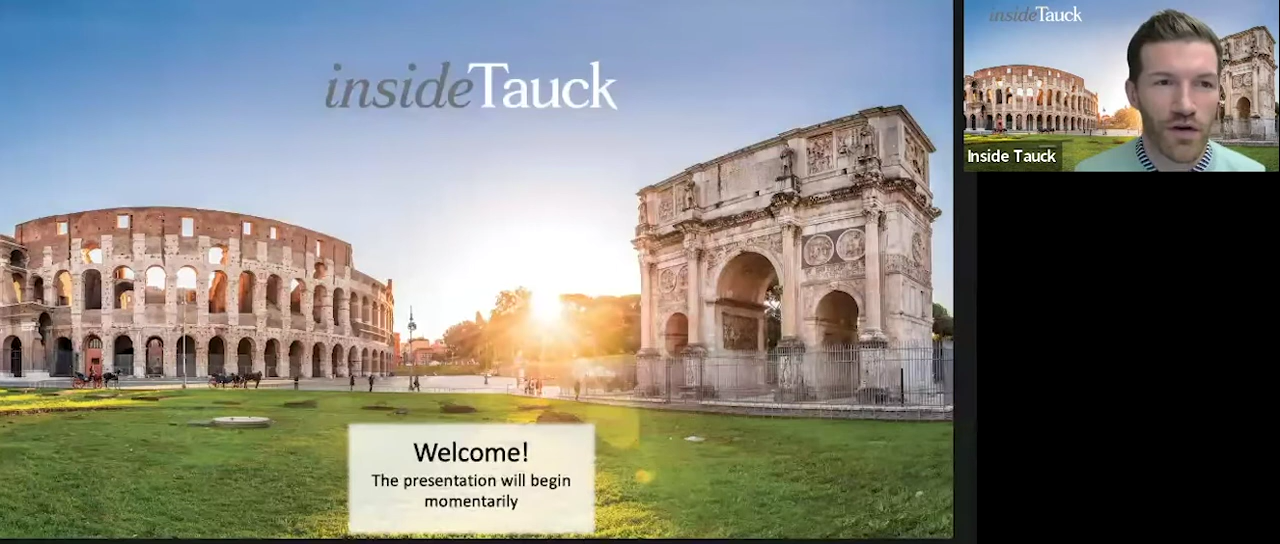 insideTauck
Welcome!
The presentation will begin
momentarily
insideTauck
Inside Tauck